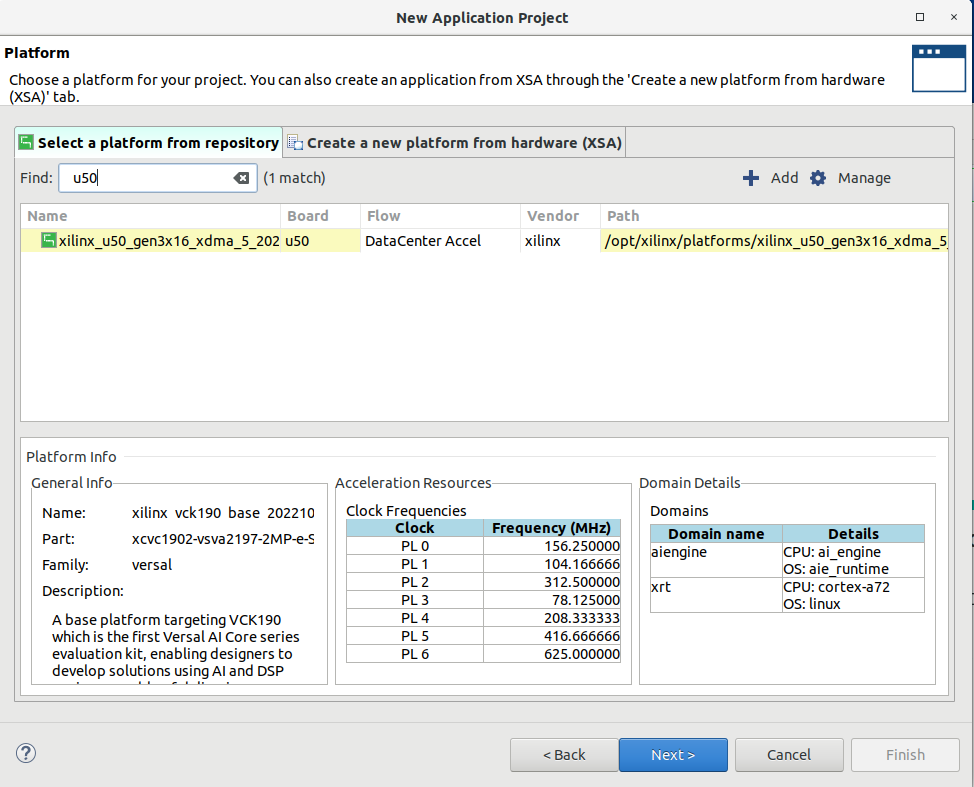 New Application Project
Platform
Choose a platform for your project. You can also create an application from XSA through the 'Create a new platform from hardware
(XSA)' tab.
Select a platform from repository
Create a new platform from hardware (XSA)
Find: u50 (1 match)
Add
Manage
Name Board Flow Vendor Path
xilinx_u50_gen3x16_xdma_5_202 u50 DataCenter Accel xilinx /opt/xilinx/platforms/xilinx_u50_gen3x16_xdma_5_
Platform Info
General Info
Name: xilinx_vck190_base_202210
Part: xcvc1902-vsva2197-2MP-e-S
Family: versal
Description:
A base platform targeting VCK190
which is the first Versal AI Core series
evaluation kit, enabling designers to
develop solutions using AI and DSP
Acceleration Resources
Clock Frequencies
Clock Frequency (MHz)
PL 0 156.250000
PL 1 104.166666
PL 2 312.500000
PL 3 78.125000
PL 4 208.333333
PL 5 416.666666
PL 6 625.000000
Domain Details
Domains
Domain name Details
aiengine CPU: ai_engine
OS: aie_runtime
xrt CPU: cortex-a72
OS: linux
< Back
Next >
Cancel
Finish